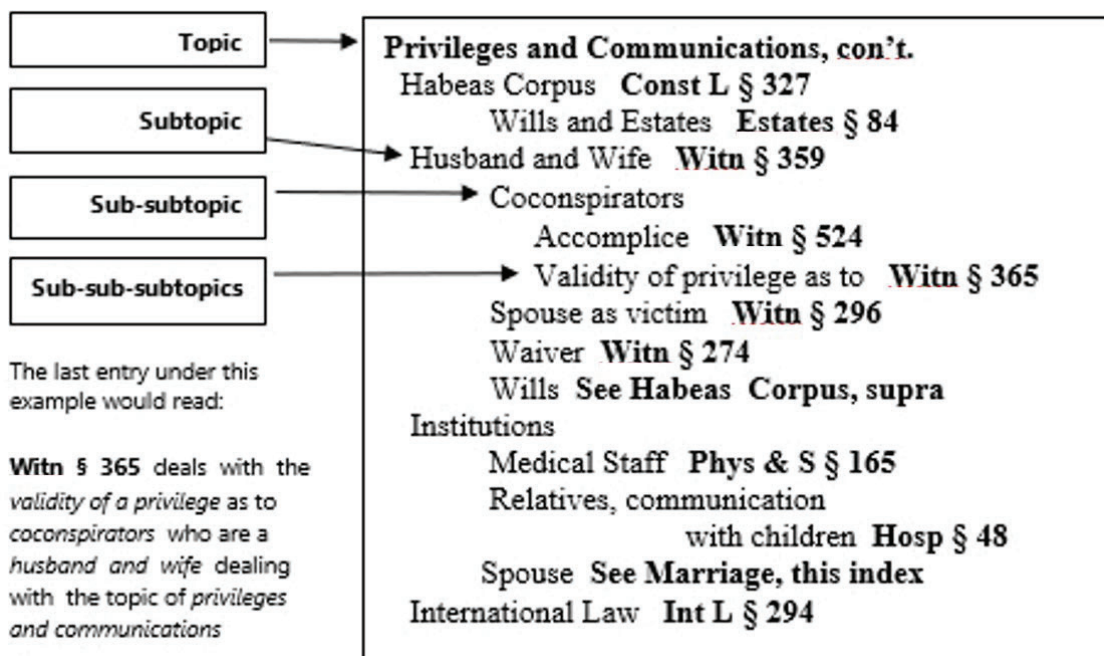 Topic
Subtopic
Sub-subtopic
Sub-sub-subtopics
The last entry under this
example would read:
Witn § 365 deals with the
validity of a privilege as to
coconspirators who are a
husband and wife dealing
with the topic of privileges
and communications
Privileges and Communications, con't.
Habeas Corpus Const L § 327
Wills and Estates Estates § 84
Husband and Wife Witn § 359
Coconspirators
Accomplice Witn § 524
Validity of privilege as to Witn § 365
Spouse as victim Witn § 296
Waiver Witn § 274
Wills See Habeas Corpus, supra
Institutions
Medical Staff Phys & S § 165
Relatives, communication
with children Hosp § 48
Spouse See Marriage, this index
International Law Int L § 294